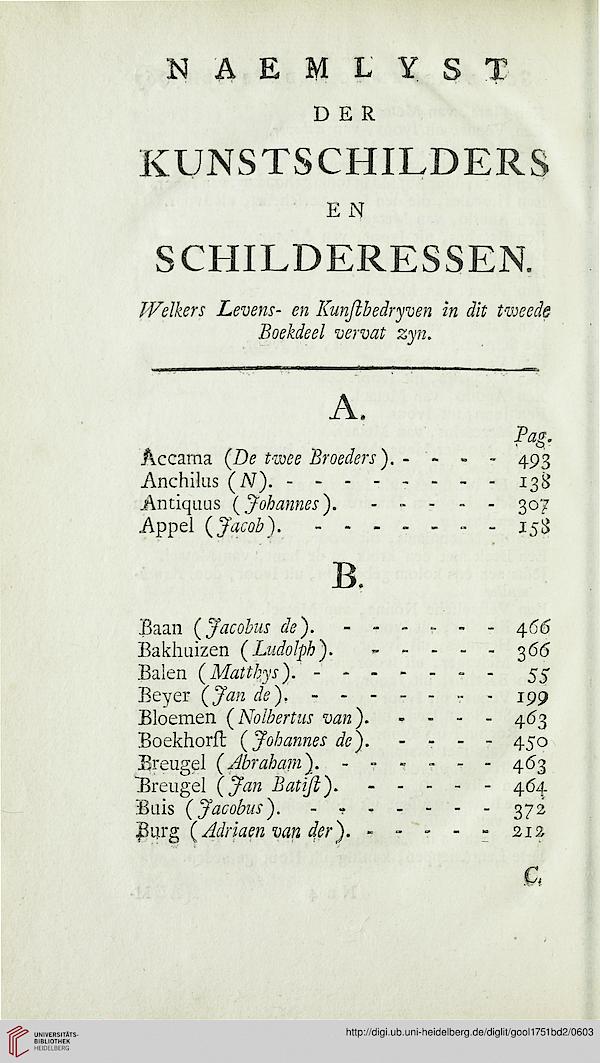 NAEMLYST
DER
KUNSTSCHILDERS
EN
SCHILDERESSEN.
Welkers Levens- en Kunſtbedryven in dit tweede
Boekdeel vervat zyn.
A.
Pag.
Accama (De twee Broeders). - - - - 493
Anchilus (N). - - - - - - - - 138
Antiquus (Johannes). - - - - - 307
Appel (Jacob). - - - - - - - 158
B.
Baan (Jacobus de). - - - - - - 466
Bakhuizen (Ludolph). - - - - - 366
Balen (Matthys). - - - - - - - 55
Beyer (Jan de). - - - - - - - 199
Bloemen (Nolbertus van). - - - - 463
Boekhorſt (Johannes de). - - - - 450
Breugel (Abraham). - - - - - - 463
Breugel (Jan Batiſt). - - - - - 464
Buis (Jacobus). - - - - - - - 372
Burg (Adriaen van der). - - - - - 212
C.
UNIVERSITÄTS-
BIBLIOTHEK
HEIDELBERG
http://digi.ub.uni-heidelberg.de/diglit/gool1751bd2/0603